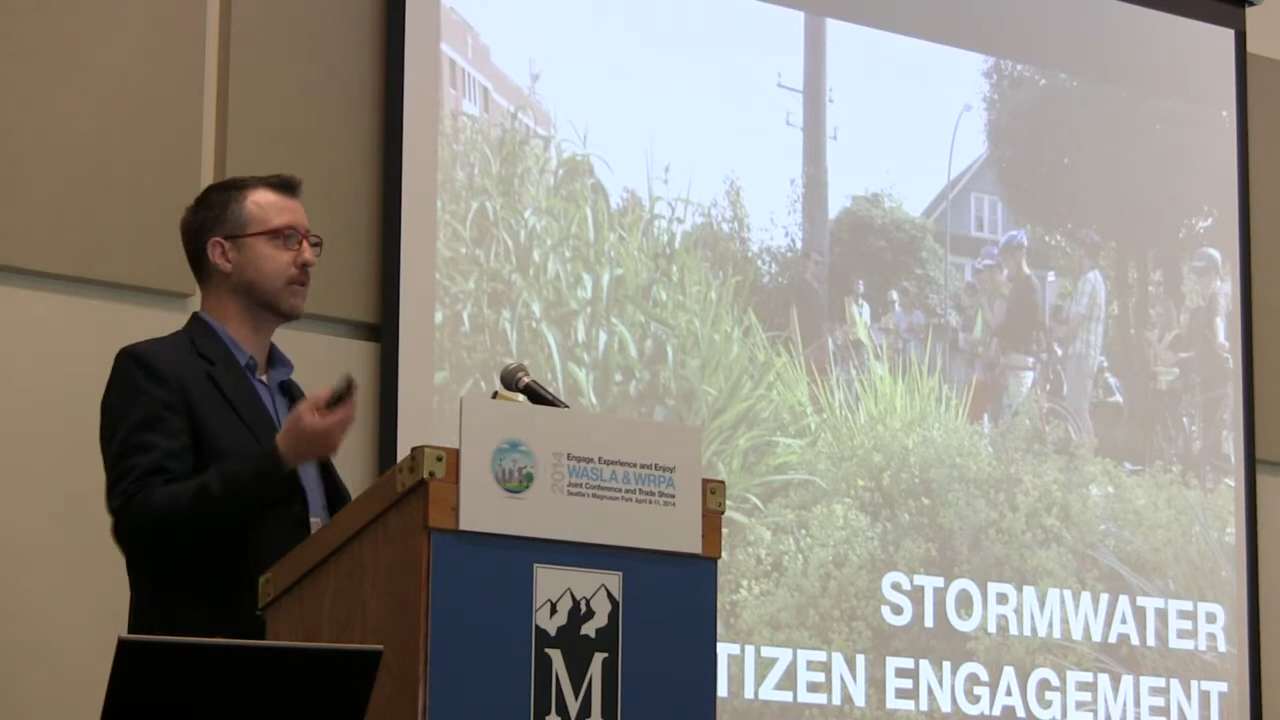 2014
Engage, Experience and Enjoy!
WASLA & WRPA
Joint Conference and Trade Show
Seattle's Magnuson Park April 9-11, 2014
M
STORMWATER
TIZEN ENGAGEMENT